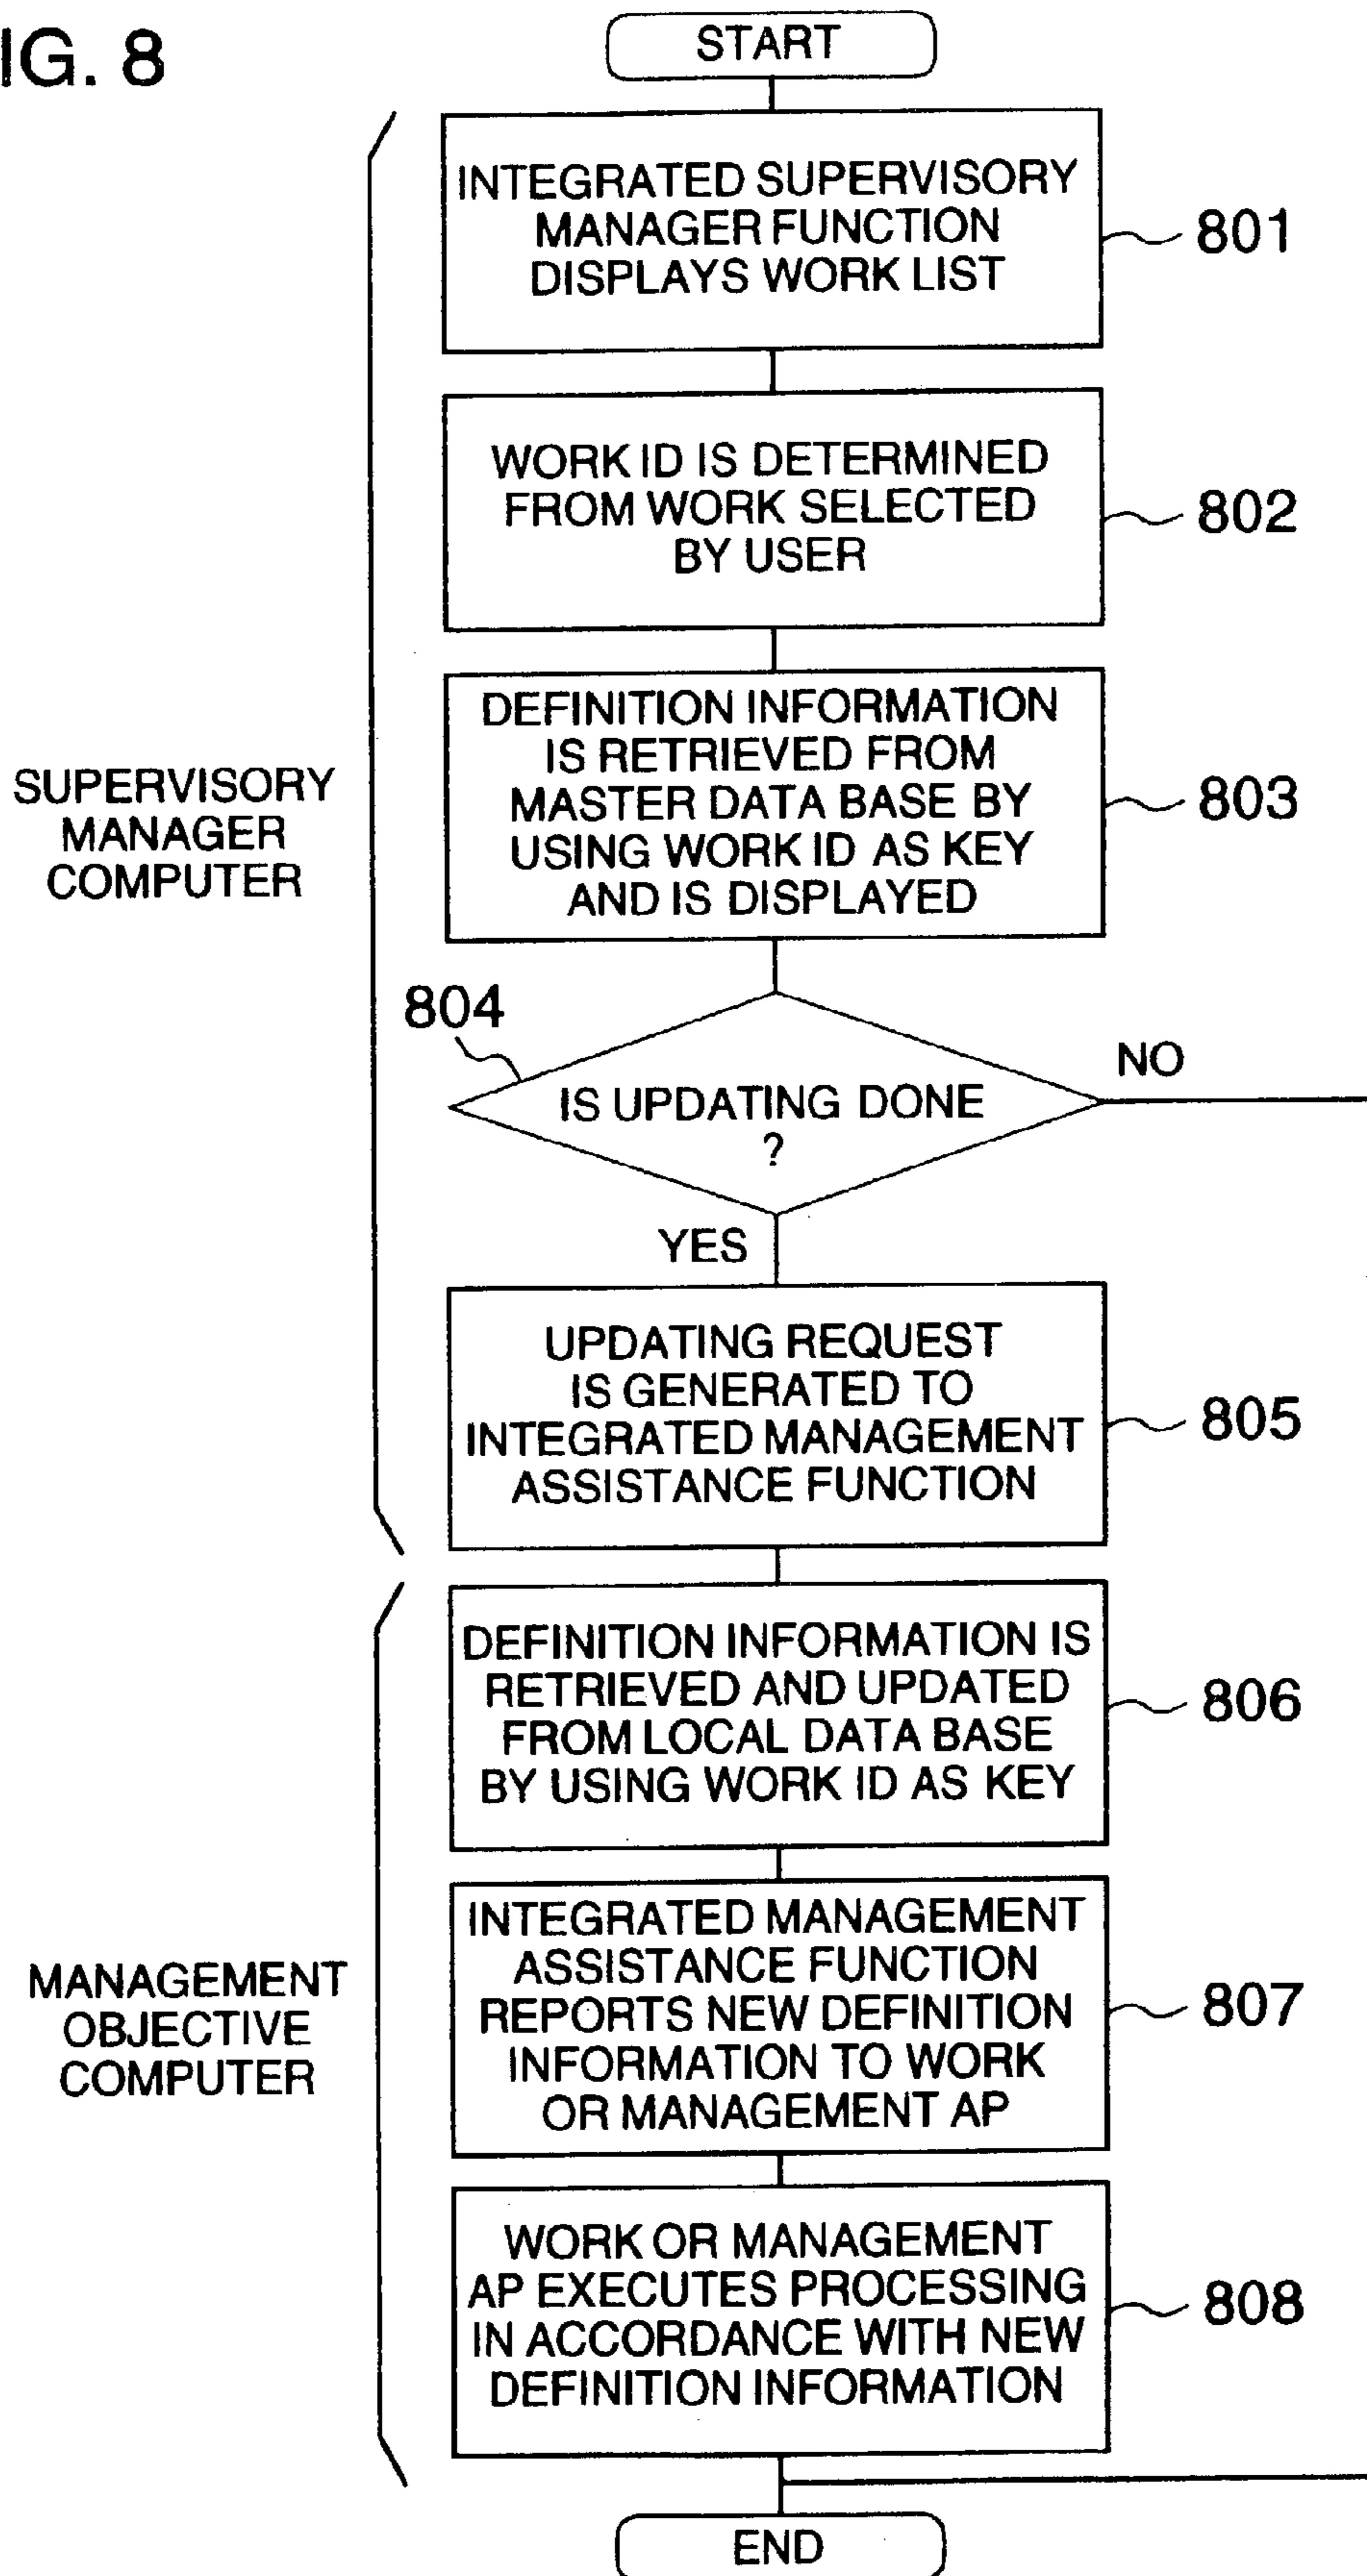 IG. 8
START
INTEGRATED SUPERVISORY
MANAGER FUNCTION
DISPLAYS WORK LIST
801
WORK ID IS DETERMINED
FROM WORK SELECTED
BY USER
802
DEFINITION INFORMATION
IS RETRIEVED FROM
MASTER DATA BASE BY
USING WORK ID AS KEY
AND IS DISPLAYED
803
SUPERVISORY
MANAGER
COMPUTER
804
IS UPDATING DONE
?
NO
YES
UPDATING REQUEST
IS GENERATED TO
INTEGRATED MANAGEMENT
ASSISTANCE FUNCTION
805
DEFINITION INFORMATION IS
RETRIEVED AND UPDATED
FROM LOCAL DATA BASE
BY USING WORK ID AS KEY
806
INTEGRATED MANAGEMENT
ASSISTANCE FUNCTION
REPORTS NEW DEFINITION
INFORMATION TO WORK
OR MANAGEMENT AP
807
MANAGEMENT
OBJECTIVE
COMPUTER
WORK OR MANAGEMENT
AP EXECUTES PROCESSING
IN ACCORDANCE WITH NEW
DEFINITION INFORMATION
808
END